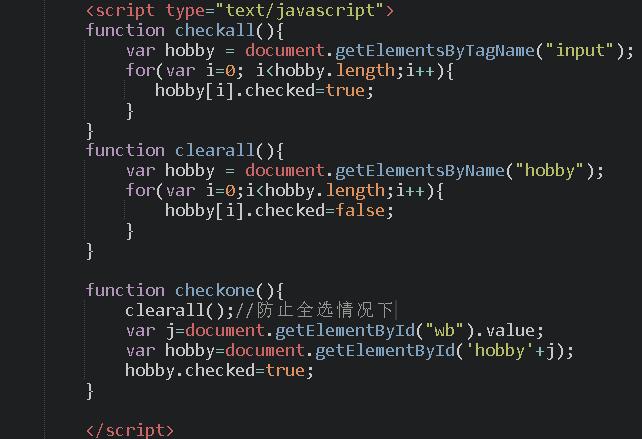 <script type="text/javascript">
function checkall(){
var hobby = document.getElementsByTagName("input");
for(var i=0; i<hobby.length;i++){
hobby[i].checked=true;
}
}
function clearall(){
var hobby = document.getElementsByName("hobby");
for(var i=0;i<hobby.length;i++){
hobby[i].checked=false;
}
}
function checkone(){
clearall();//防止全选情况下
var j=document.getElementById("wb").value;
var hobby=document.getElementById('hobby'+j);
hobby.checked=true;
}
</script>